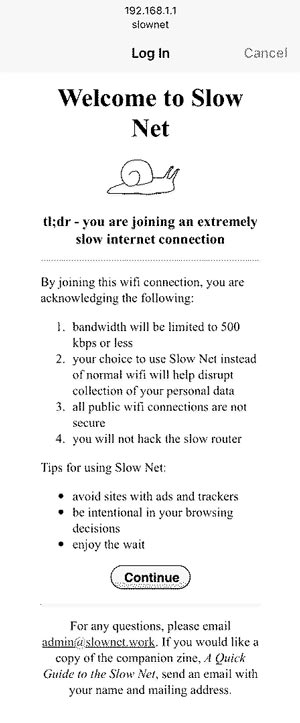 192.168.1.1
slownet
Log In Cancel
Welcome to Slow
Net
tl;dr - you are joining an extremely
slow internet connection
By joining this wifi connection, you are
acknowledging the following:
1. bandwidth will be limited to 500
kbps or less
2. your choice to use Slow Net instead
of normal wifi will help disrupt
collection of your personal data
3. all public wifi connections are not
secure
4. you will not hack the slow router
Tips for using Slow Net:
• avoid sites with ads and trackers
• be intentional in your browsing
decisions
• enjoy the wait
Continue
For any questions, please email
admin@slownet.work. If you would like a
copy of the companion zine, A Quick
Guide to the Slow Net, send an email with
your name and mailing address.